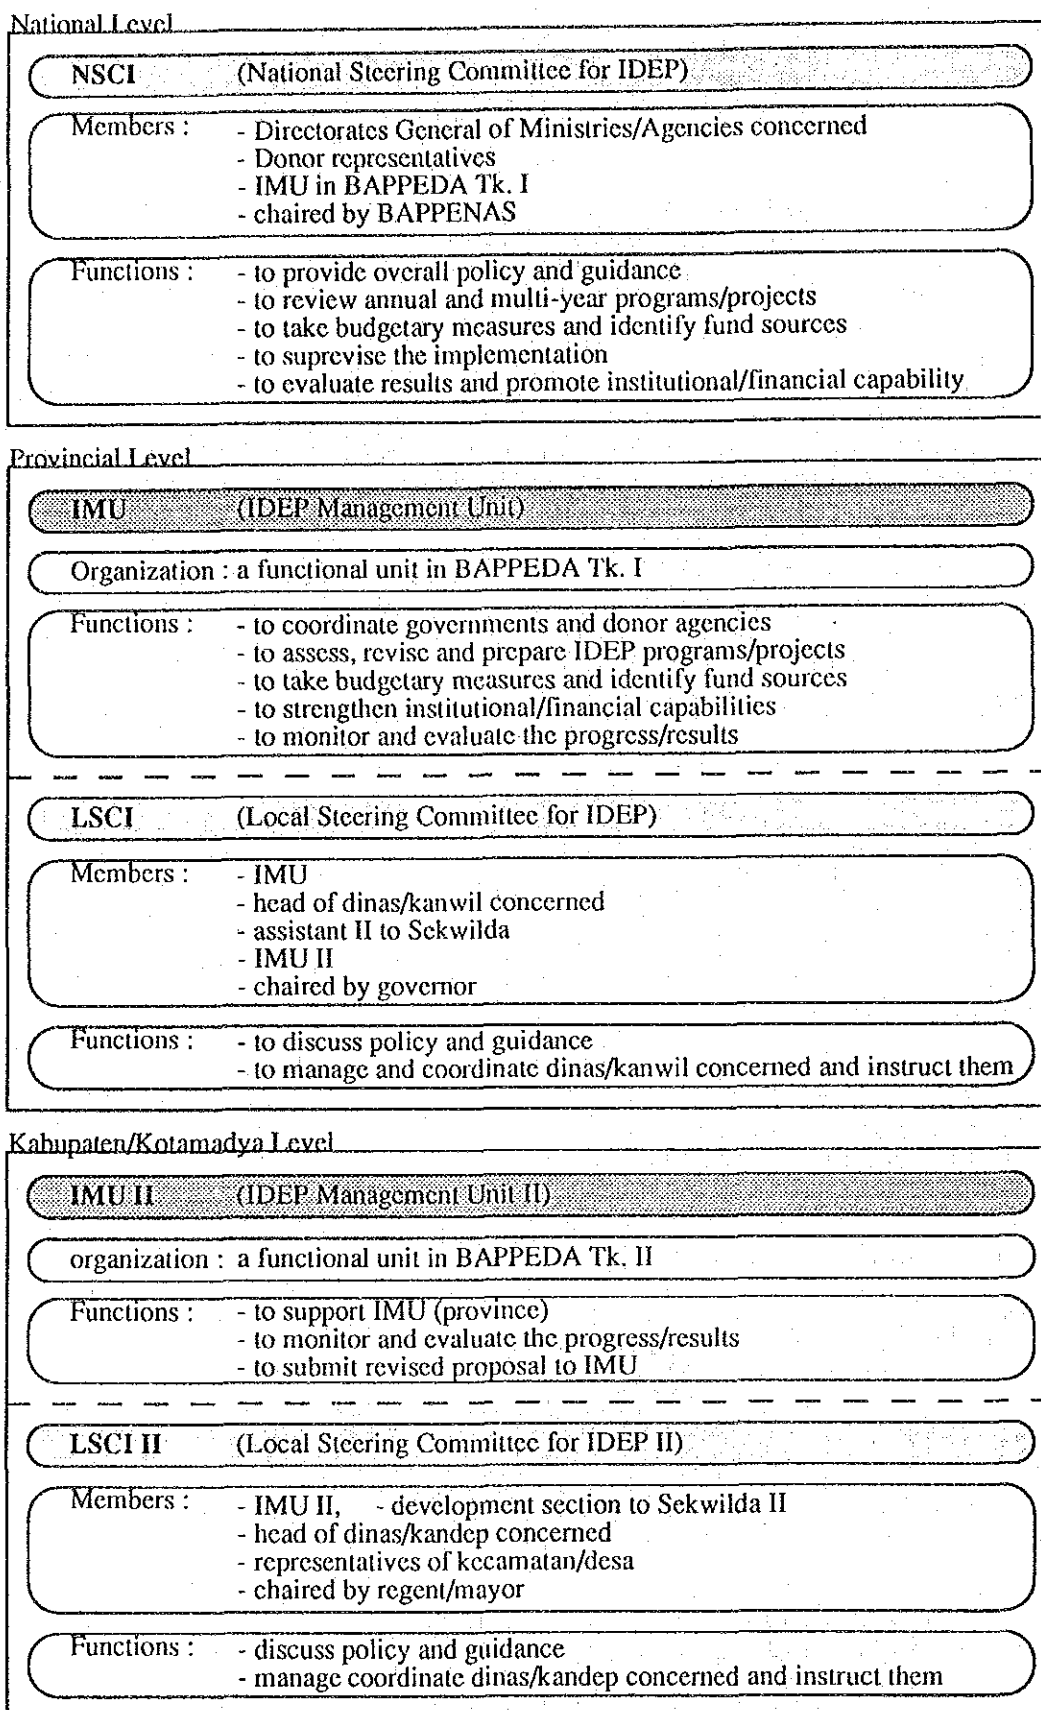 National Level
NSCI (National Steering Committee for IDEP)
Members : - Directorates General of Ministries/Agencies concerned
- Donor representatives
- IMU in BAPPEDA Tk. I
- chaired by BAPPENAS
Functions : - to provide overall policy and guidance
- to review annual and multi-year programs/projects
- to take budgetary measures and identify fund sources
- to suprevise the implementation
- to evaluate results and promote institutional/financial capability
Provincial Level
IMU (IDEP Management Unit)
Organization : a functional unit in BAPPEDA Tk. I
Functions : - to coordinate governments and donor agencies
- to assess, revise and prepare IDEP programs/projects
- to take budgetary measures and identify fund sources
- to strengthen institutional/financial capabilities
- to monitor and evaluate the progress/results
LSCI (Local Steering Committee for IDEP)
Members : - IMU
- head of dinas/kanwil concerned
- assistant II to Sekwilda
- IMU II
- chaired by governor
Functions : - to discuss policy and guidance
- to manage and coordinate dinas/kanwil concerned and instruct them
Kabupaten/Kotamadya Level
IMU II (IDEP Management Unit II)
organization : a functional unit in BAPPEDA Tk. II
Functions : - to support IMU (province)
- to monitor and evaluate the progress/results
- to submit revised proposal to IMU
LSCI II (Local Steering Committee for IDEP II)
Members : - IMU II, - development section to Sekwilda II
- head of dinas/kandep concerned
- representatives of kecamatan/desa
- chaired by regent/mayor
Functions : - discuss policy and guidance
- manage coordinate dinas/kandep concerned and instruct them